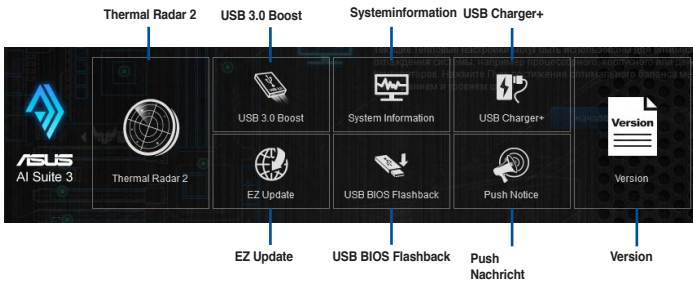 Thermal Radar 2
USB 3.0 Boost
Systeminformation
USB Charger+
ASUS
AI Suite 3
Thermal Radar 2
USB 3.0 Boost
System Information
USB Charger+
Version
EZ Update
USB BIOS Flashback
Push Notice
Version
EZ Update
USB BIOS Flashback
Push
Nachricht
Version